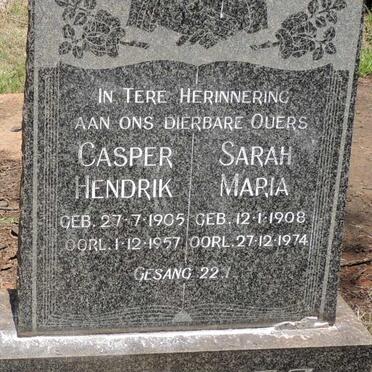 IN TERE HERINNERING
AAN ONS DIERBARE OUERS
CASPER HENDRIK
GEB. 27-7-1905
OORL. 1-12-1957
SARAH MARIA
GEB. 12-1-1908
OORL. 27-12-1974
GESANG 22:1